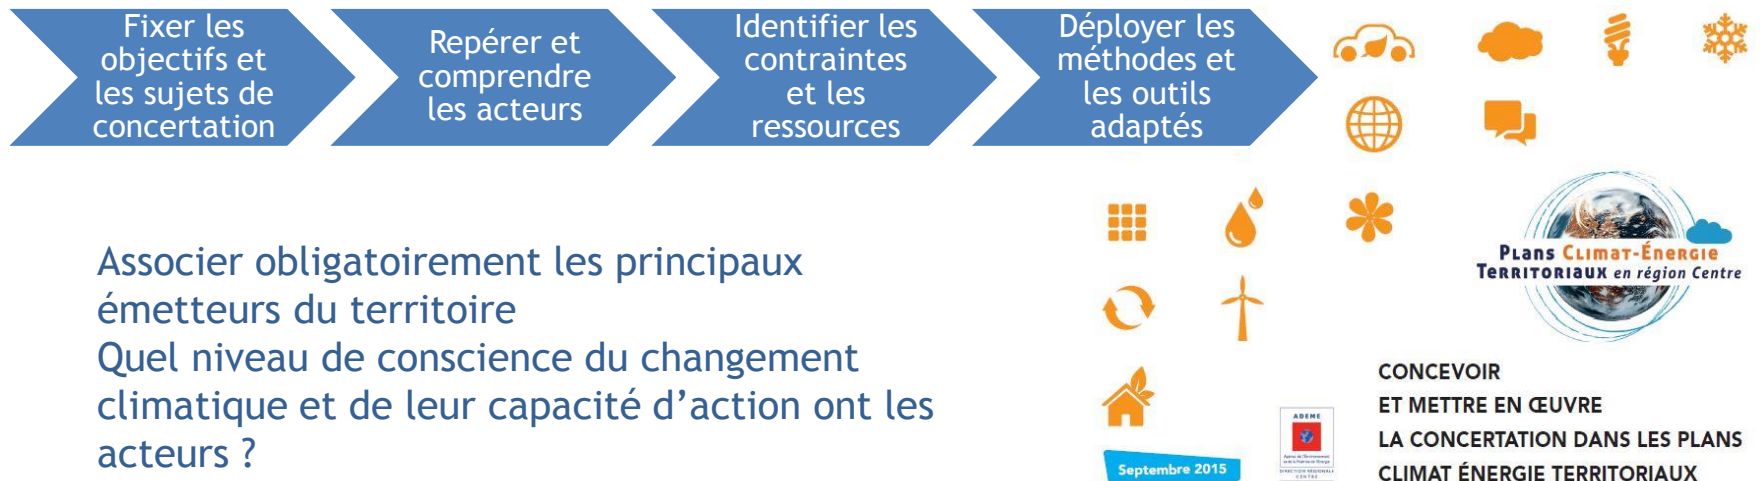 Fixer les
objectifs et
les sujets de
concertation
Repérer et
comprendre
les acteurs
Identifier les
contraintes
et les
ressources
Déployer les
méthodes et
les outils
adaptés
Associer obligatoirement les principaux
émetteurs du territoire
Quel niveau de conscience du changement
climatique et de leur capacité d’action ont les
acteurs ?
Plans Climat-Énergie
Territoriaux en région Centre
CONCEVOIR
ET METTRE EN ŒUVRE
LA CONCERTATION DANS LES PLANS
CLIMAT ÉNERGIE TERRITORIAUX
Septembre 2015
ADEME
DIRECTION RÉGIONALE
CENTRE